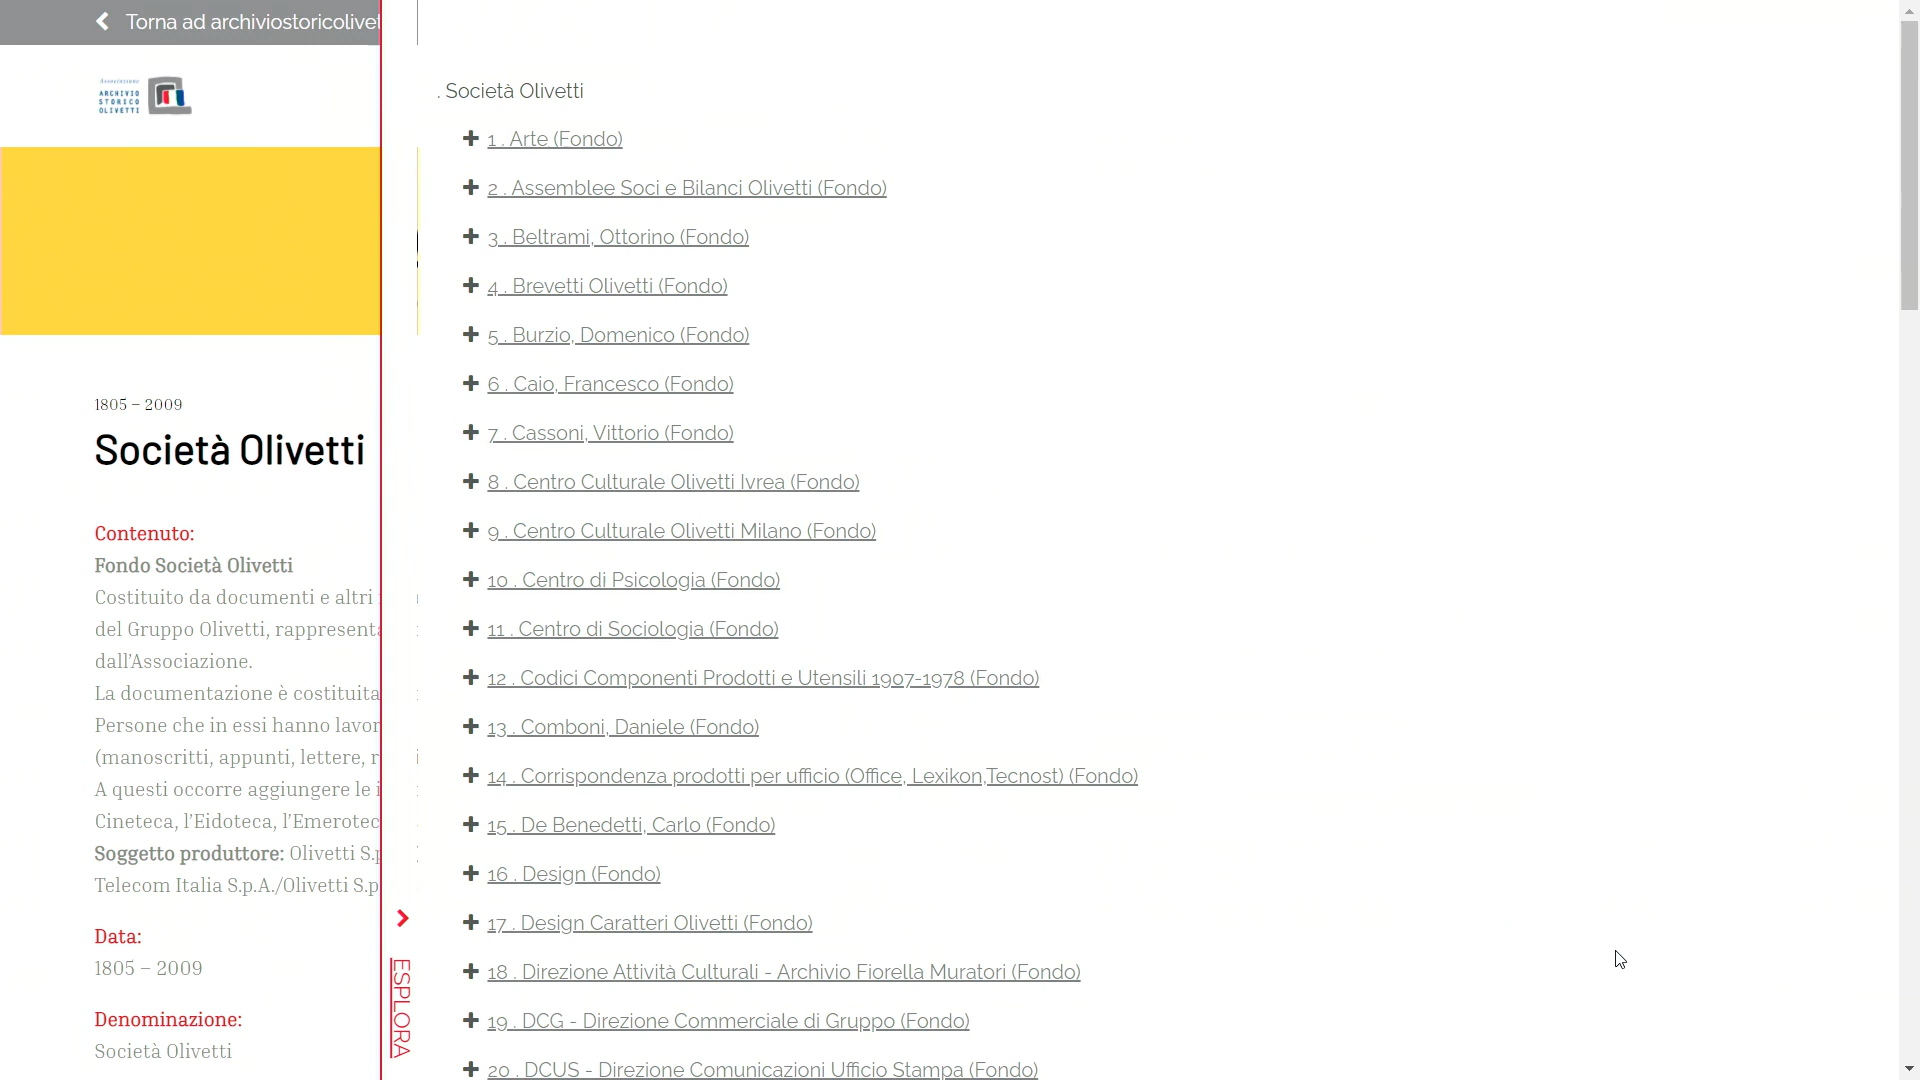 Torna ad archiviostoricolivet
Associazione
ARCHIVIO
STORICO
OLIVETTI
1805 – 2009
Società Olivetti
Contenuto:
Fondo Società Olivetti
Costituito da documenti e altri
del Gruppo Olivetti, rappresenta
dall'Associazione.
La documentazione è costituita
Persone che in essi hanno lavor
(manoscritti, appunti, lettere, r
A questi occorre aggiungere le i
Cineteca, l'Eidoteca, l'Emerotec
Soggetto produttore: Olivetti S.p
Telecom Italia S.p.A./Olivetti S.p
Data:
1805 – 2009
Denominazione:
Società Olivetti
ESPLORA
. Società Olivetti
1 . Arte (Fondo)
2 . Assemblee Soci e Bilanci Olivetti (Fondo)
3 . Beltrami, Ottorino (Fondo)
4 . Brevetti Olivetti (Fondo)
5 . Burzio, Domenico (Fondo)
6 . Caio, Francesco (Fondo)
7 . Cassoni, Vittorio (Fondo)
8 . Centro Culturale Olivetti Ivrea (Fondo)
9 . Centro Culturale Olivetti Milano (Fondo)
10 . Centro di Psicologia (Fondo)
11 . Centro di Sociologia (Fondo)
12 . Codici Componenti Prodotti e Utensili 1907-1978 (Fondo)
13 . Comboni, Daniele (Fondo)
14 . Corrispondenza prodotti per ufficio (Office, Lexikon,Tecnost) (Fondo)
15 . De Benedetti, Carlo (Fondo)
16 . Design (Fondo)
17 . Design Caratteri Olivetti (Fondo)
18 . Direzione Attività Culturali - Archivio Fiorella Muratori (Fondo)
19 . DCG - Direzione Commerciale di Gruppo (Fondo)
20 . DCUS - Direzione Comunicazioni Ufficio Stampa (Fondo)